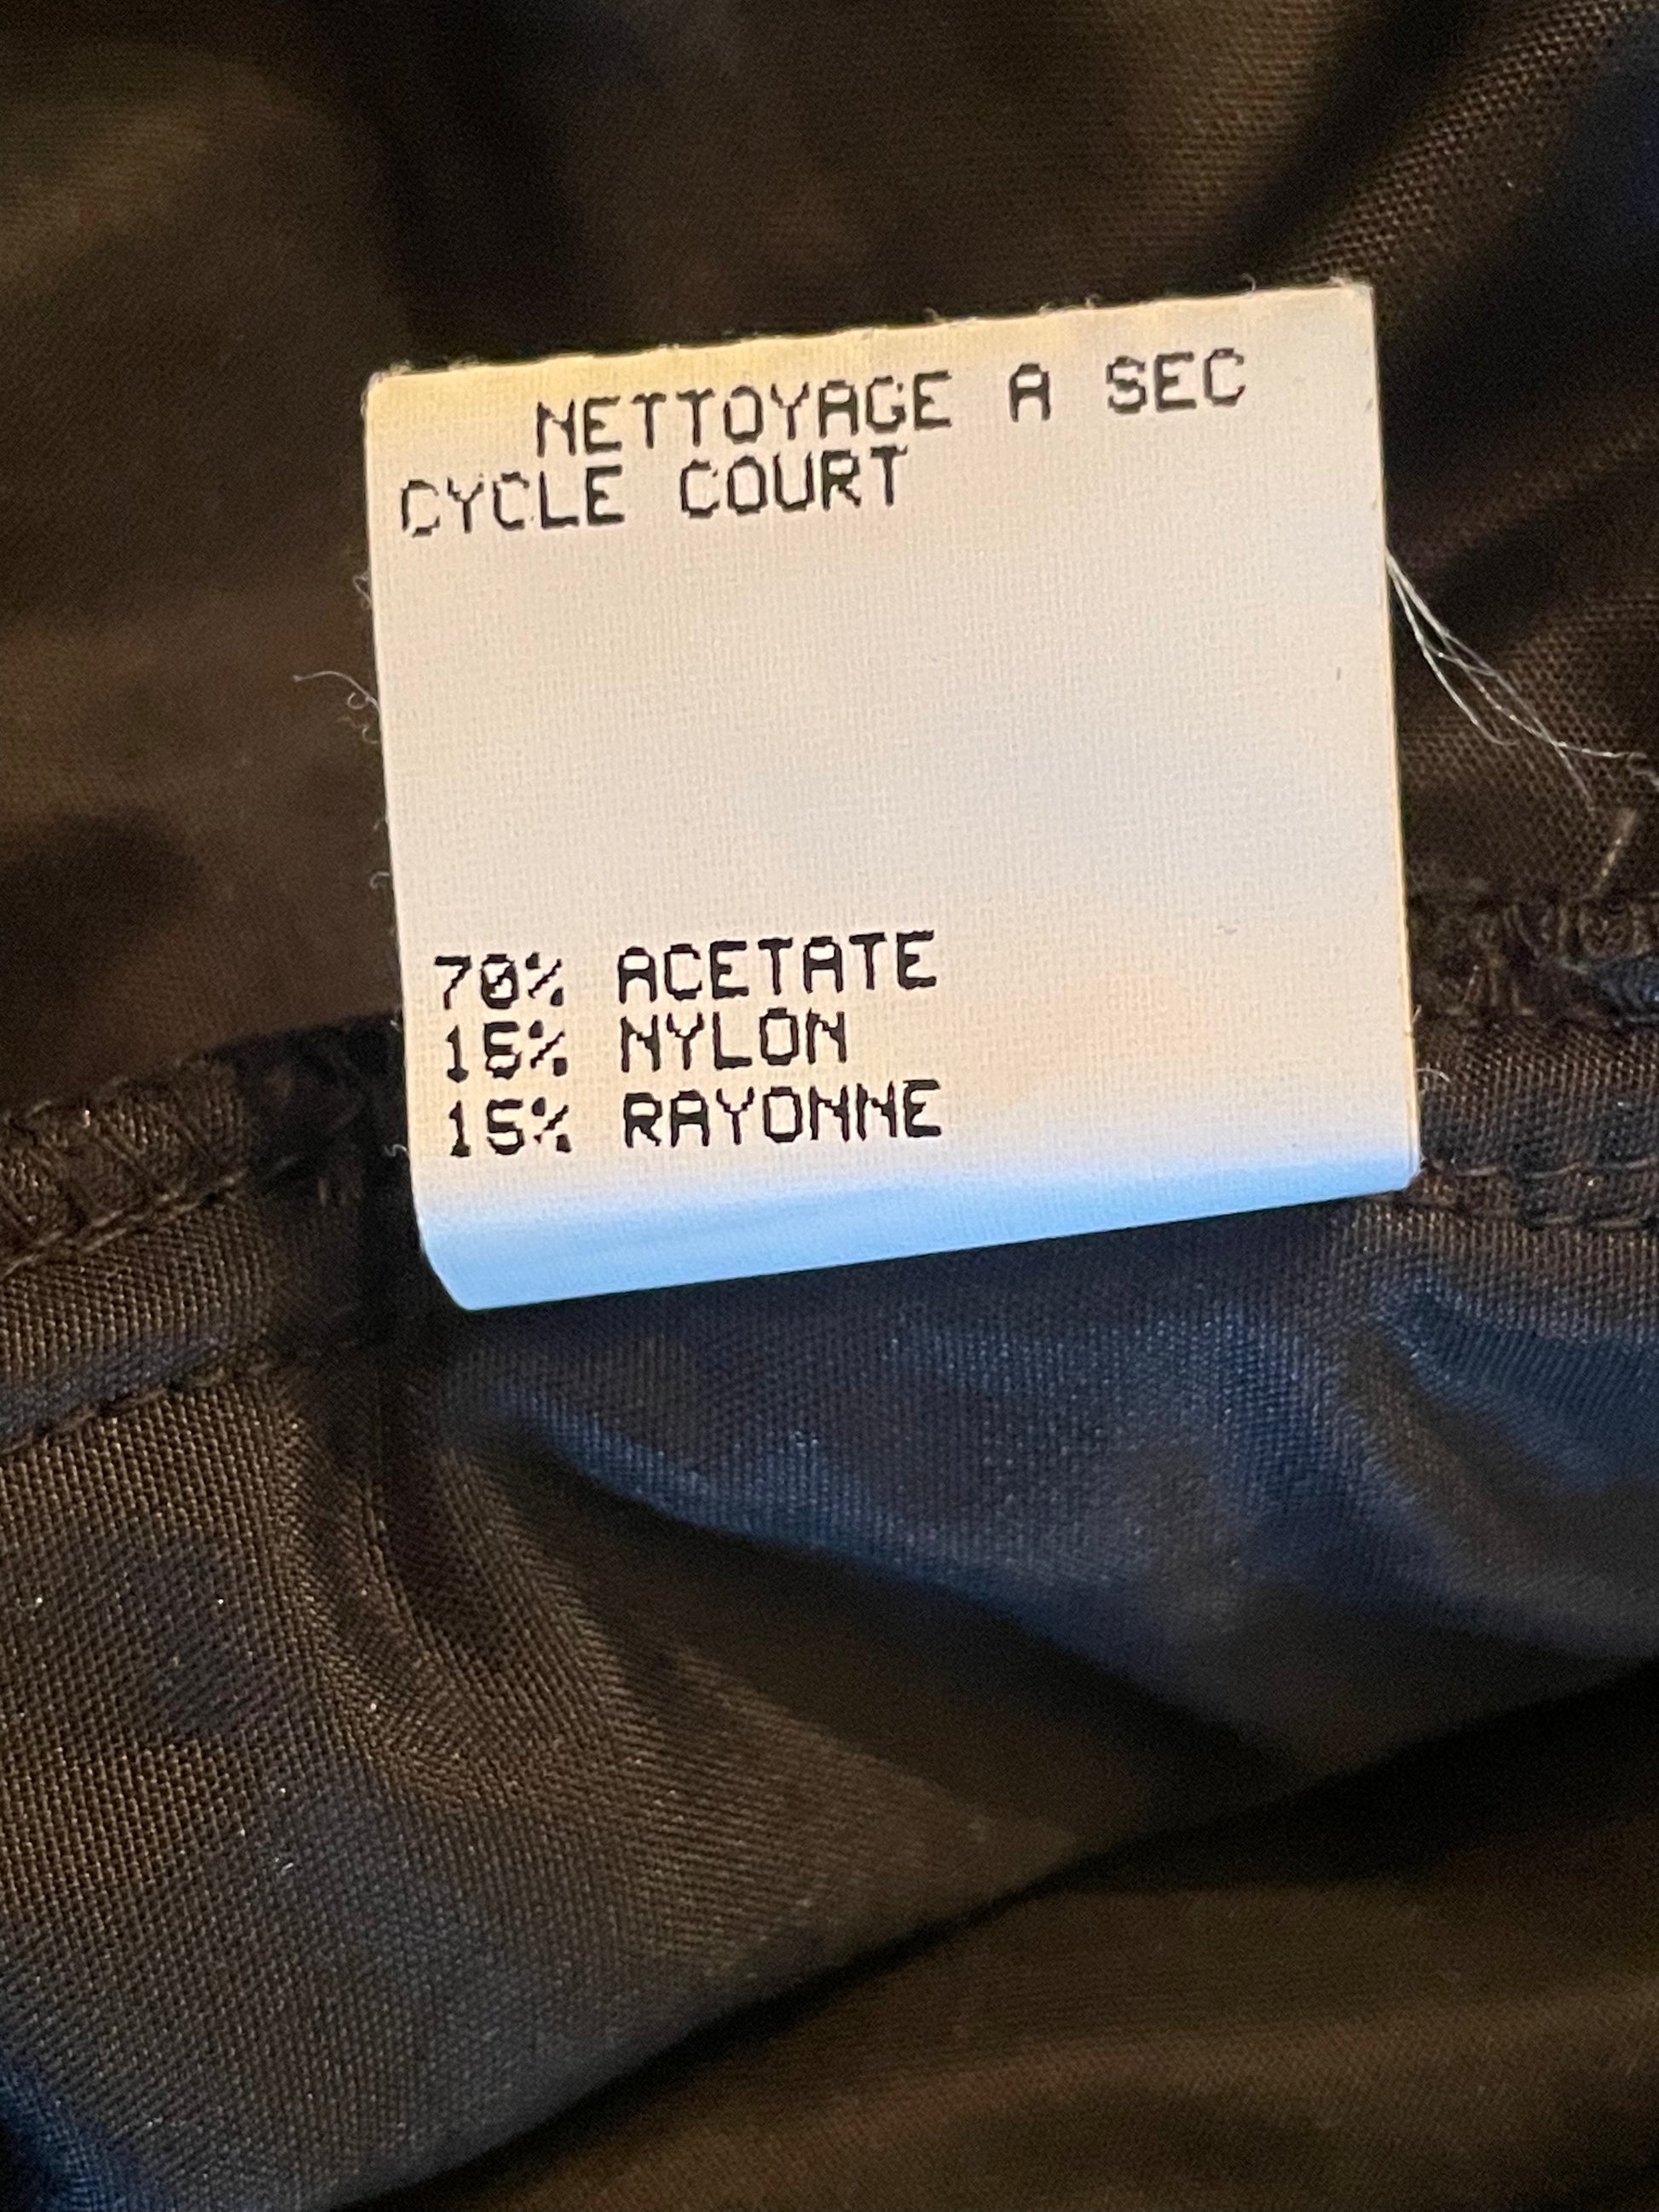 NETTOYAGE A SEC
CYCLE COURT
70% ACETATE
15% NYLON
15% RAYONNE